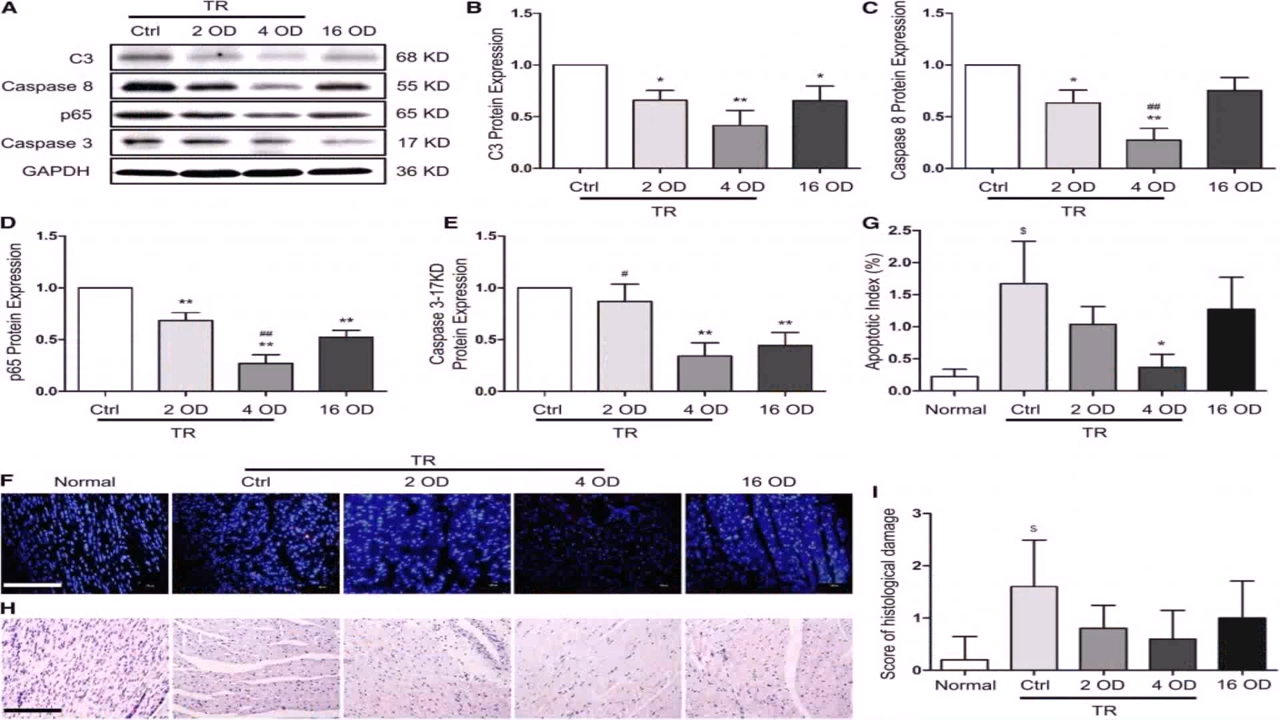 A
TR
Ctrl 2 OD 4 OD 16 OD
C3 68 KD
Caspase 8 55 KD
p65 65 KD
Caspase 3 17 KD
GAPDH 36 KD
B
C3 Protein Expression
1.5
1.0
0.5
0.0
* ** *
Ctrl 2 OD 4 OD 16 OD
TR
C
Caspase 8 Protein Expression
1.5
1.0
0.5
0.0
* ## **
Ctrl 2 OD 4 OD 16 OD
TR
D
p65 Protein Expression
1.5
1.0
0.5
0.0
** ## ** **
Ctrl 2 OD 4 OD 16 OD
TR
E
Caspase 3-17KD
Protein Expression
1.5
1.0
0.5
0.0
# ** **
Ctrl 2 OD 4 OD 16 OD
TR
G
Apoptotic Index (%)
2.5
2.0
1.5
1.0
0.5
0.0
$ *
Normal Ctrl 2 OD 4 OD 16 OD
TR
F
TR
Normal Ctrl 2 OD 4 OD 16 OD
H
I
Score of histological damage
3
2
1
0
$
Normal Ctrl 2 OD 4 OD 16 OD
TR